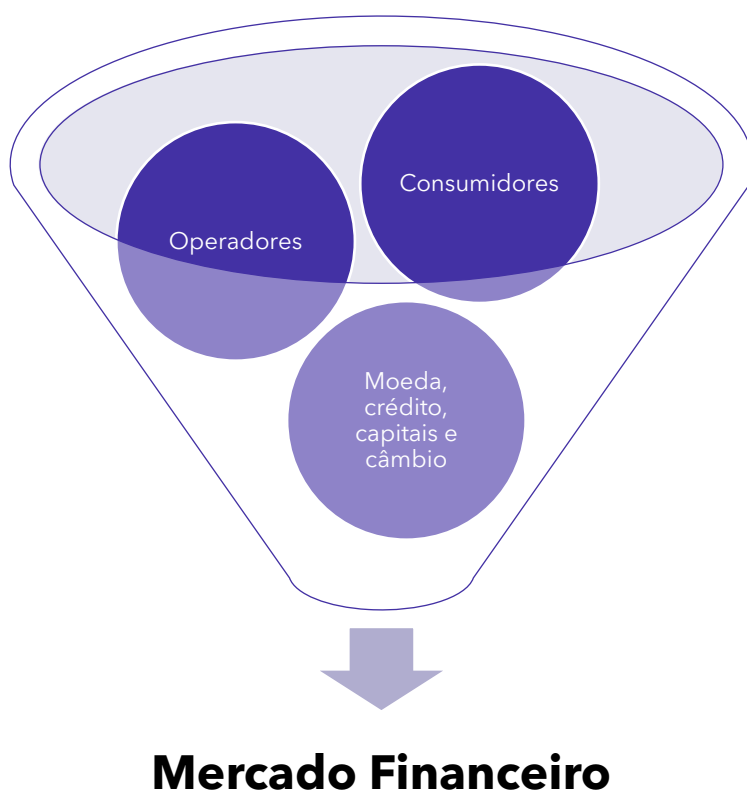 Consumidores
Operadores
Moeda,
crédito,
capitais e
câmbio
Mercado Financeiro